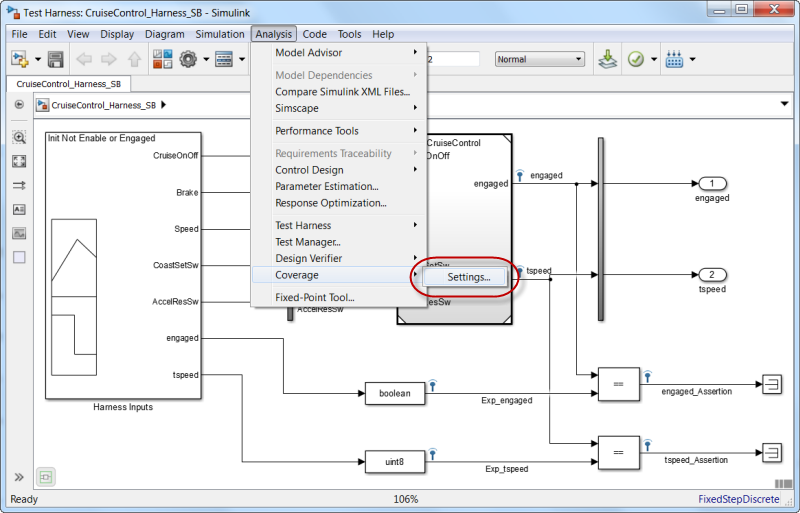 Test Harness: CruiseControl_Harness_SB - Simulink
File Edit View Display Diagram Simulation Analysis Code Tools Help
2
Normal
CruiseControl_Harness_SB
CruiseControl_Harness_SB
Model Advisor
Model Dependencies
Compare Simulink XML Files...
Simscape
Performance Tools
Requirements Traceability
Control Design
Parameter Estimation...
Response Optimization...
Test Harness
Test Manager...
Design Verifier
Coverage
Settings...
Fixed-Point Tool...
Init Not Enable or Engaged
CruiseOnOff
Brake
Speed
CoastSetSw
AccelResSw
engaged
tspeed
Harness Inputs
AccelResSw
CruiseControl
OnOff
engaged
engaged
1
engaged
tspeed
2
tspeed
etSw
esSw
boolean
Exp_engaged
==
engaged_Assertion
uint8
Exp_tspeed
==
tspeed_Assertion
Ready
106%
FixedStepDiscrete